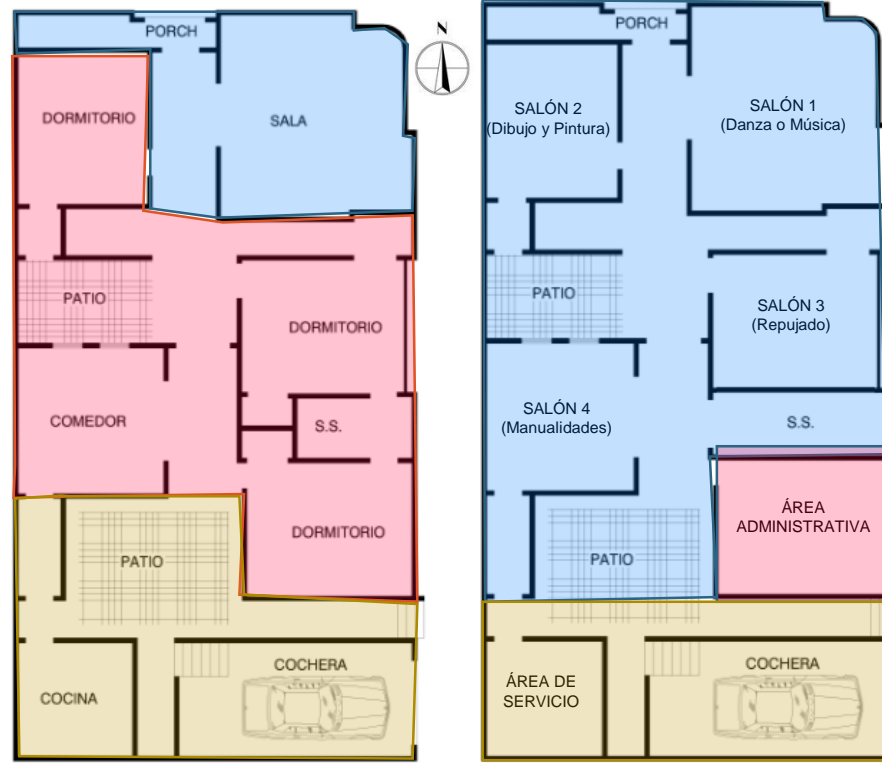 PORCH
DORMITORIO
SALA
PATIO
DORMITORIO
COMEDOR
S.S.
DORMITORIO
PATIO
COCHERA
COCINA
N
PORCH
SALÓN 2
(Dibujo y Pintura)
SALÓN 1
(Danza o Música)
PATIO
SALÓN 3
(Repujado)
SALÓN 4
(Manualidades)
S.S.
ÁREA
ADMINISTRATIVA
PATIO
COCHERA
ÁREA DE
SERVICIO